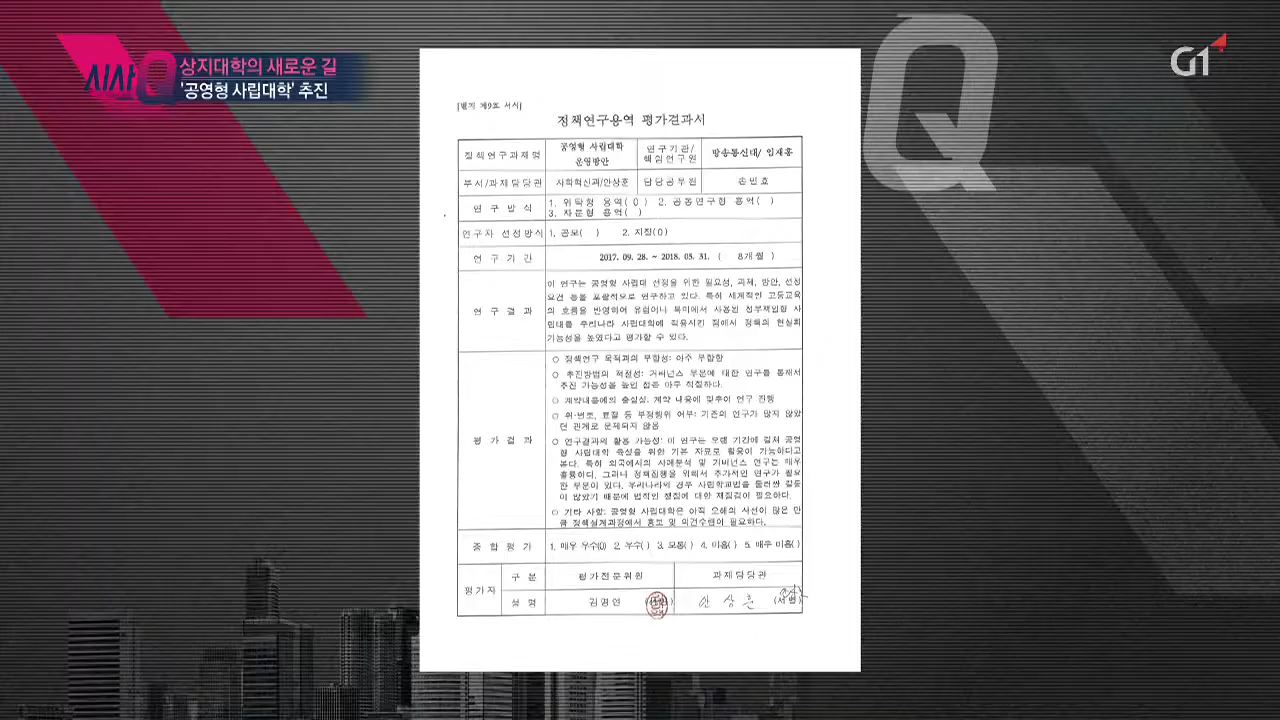 시사Q
상지대학의 새로운 길
'공영형 사립대학' 추진
G1
Q
[별지 제9호 서식]
정책연구용역 평가결과서
정책연구과제명
공영형 사립대학
운영방안
연구기관/
책임연구원
방송통신대/ 임재홍
부서/과제담당관
사학혁신과/안상훈
담당공무원
손민호
연 구 방 식
1. 위탁형 용역( O ) 2. 공동연구형 용역( )
3. 자문형 용역( )
연구자 선정방식
1. 공모( ) 2. 지정(O)
연 구 기 간
2017. 09. 28. ~ 2018. 05. 31. ( 8개월 )
연 구 결 과
이 연구는 공영형 사립대 선정을 위한 필요성, 과제, 방안, 선정
요건 등을 포괄적으로 연구하고 있다. 특히 세계적인 고등교육
의 흐름을 반영하여 유럽이나 북미에서 사용된 정부책임형 사
립대를 우리나라 사립대학에 적용시킨 점에서 정책의 현실화
가능성을 높였다고 평가할 수 있다.
평 가 결 과
○ 정책연구 목적과의 부합성: 아주 부합함
○ 추진방법의 적정성: 거버넌스 부문에 대한 연구를 통해서
추진 가능성을 높인 점은 아주 적절하다.
○ 계약내용에의 충실성: 계약 내용에 맞추어 연구 진행
○ 위·변조, 표절 등 부정행위 여부: 기존의 연구가 많지 않았
던 관계로 문제되지 않음
○ 연구결과의 활용 가능성: 이 연구는 오랜 기간에 걸쳐 공영
형 사립대학 육성을 위한 기본 자료로 활용이 가능하다고
본다. 특히 외국에서의 사례분석 및 거버넌스 연구는 매우
훌륭하다. 그러나 정책집행을 위해서 추가적인 연구가 필요
한 부문이 있다. 우리나라의 경우 사립학교법을 둘러싼 갈등
이 많았기 때문에 법적인 쟁점에 대한 재점검이 필요하다.
○ 기타 사항: 공영형 사립대학은 아직 오해의 시선이 많은 만
큼 정책설계과정에서 홍보 및 의견수렴이 필요하다.
종 합 평 가
1. 매우 우수(O) 2. 우수( ) 3. 보통( ) 4. 미흡( ) 5. 매우 미흡( )
평가자
구 분
평가전문위원
과제담당관
성 명
김명연
안 상 훈 (서명)